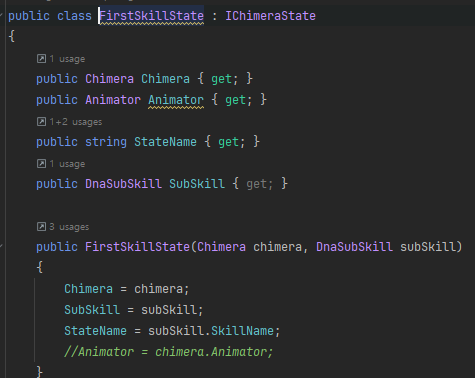 public class FirstSkillState : IChimeraState
{
1 usage
public Chimera Chimera { get; }
public Animator Animator { get; }
1+2 usages
public string StateName { get; }
1 usage
public DnaSubSkill SubSkill { get; }
3 usages
public FirstSkillState(Chimera chimera, DnaSubSkill subSkill)
{
Chimera = chimera;
SubSkill = subSkill;
StateName = subSkill.SkillName;
//Animator = chimera.Animator;
}